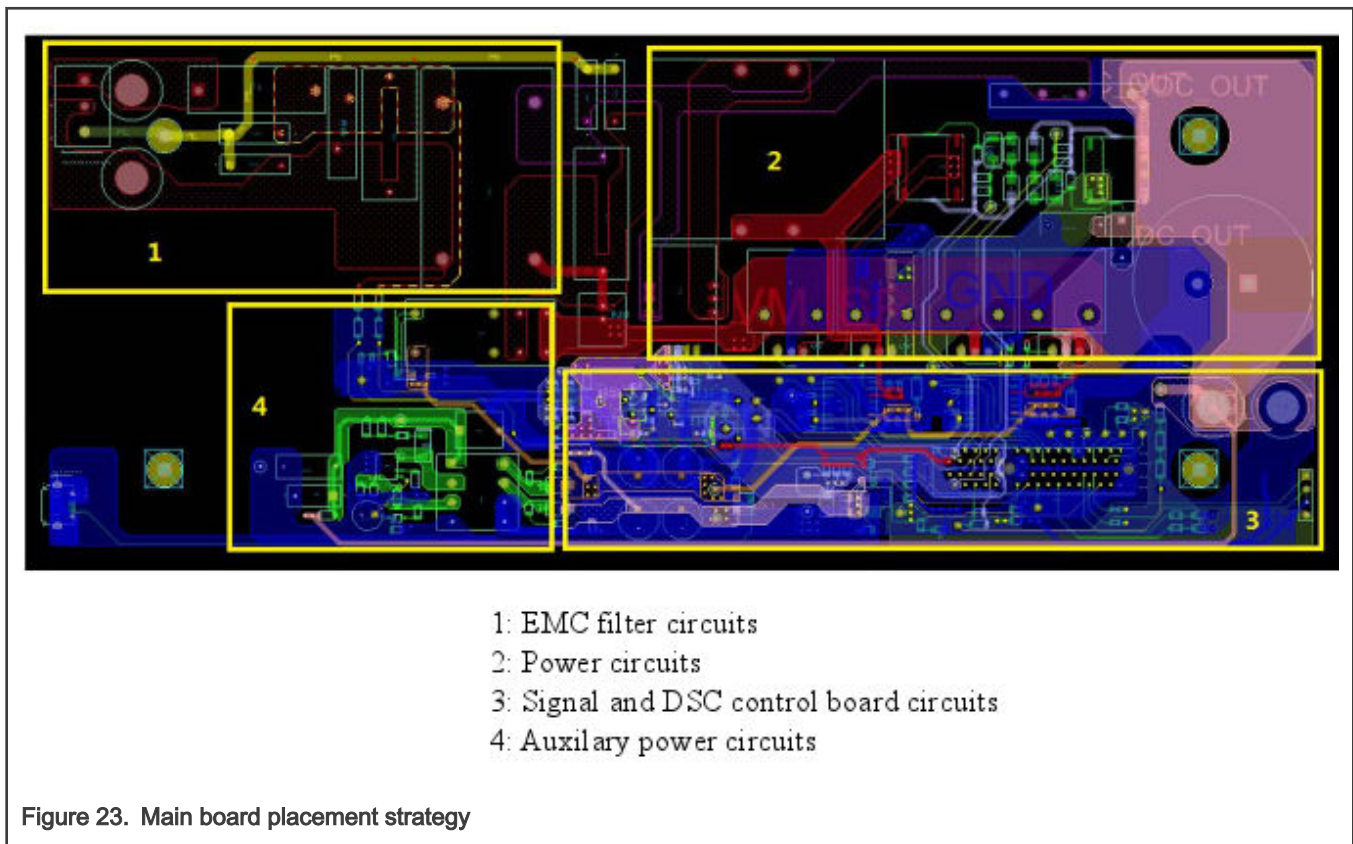 DC OUT
1
2
DC OUT
GND
4
3
1: EMC filter circuits
2: Power circuits
3: Signal and DSC control board circuits
4: Auxilary power circuits
Figure 23. Main board placement strategy